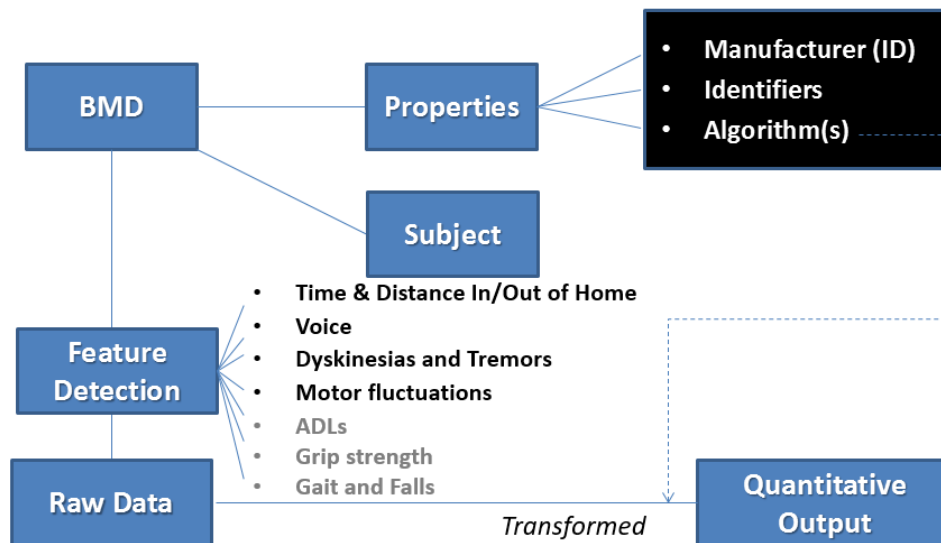 • Manufacturer (ID)
BMD
Properties
• Identifiers
• Algorithm(s)
Subject
• Time & Distance In/Out of Home
• Voice
Feature
Detection
• Dyskinesias and Tremors
• Motor fluctuations
• ADLs
• Grip strength
• Gait and Falls
Raw Data
Transformed
Quantitative
Output